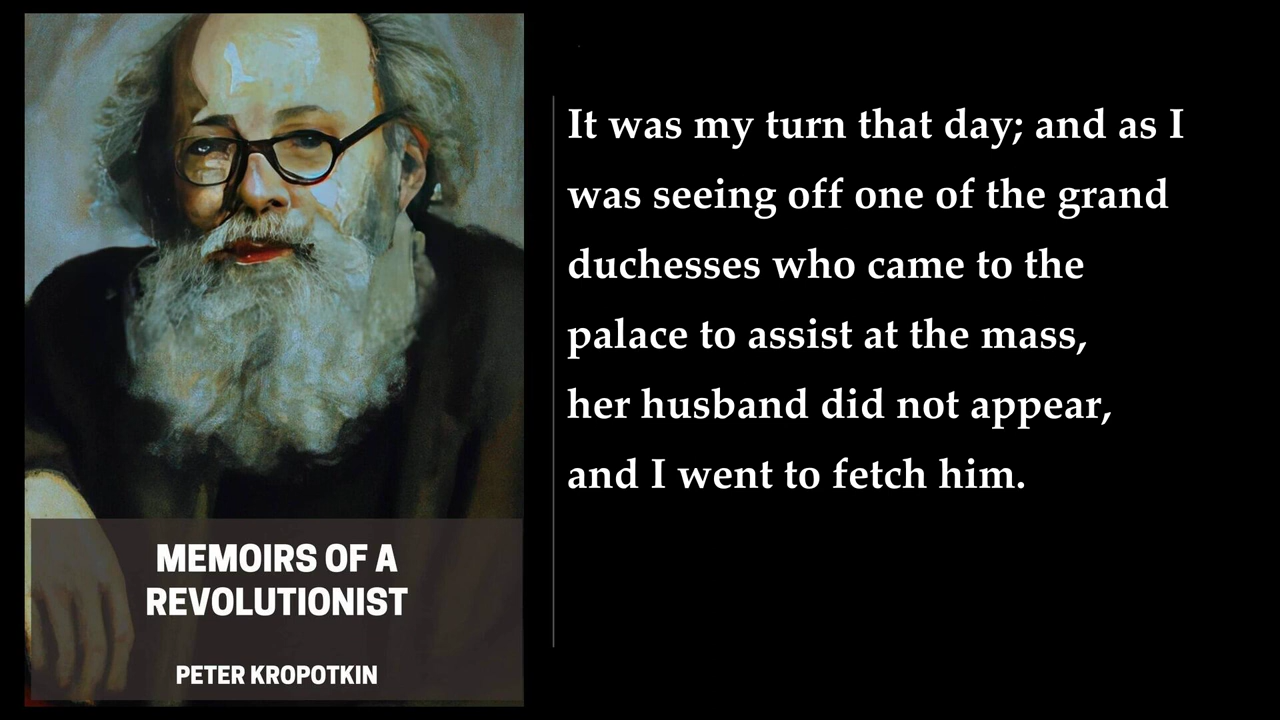 MEMOIRS OF A
REVOLUTIONIST
PETER KROPOTKIN
It was my turn that day; and as I
was seeing off one of the grand
duchesses who came to the
palace to assist at the mass,
her husband did not appear,
and I went to fetch him.